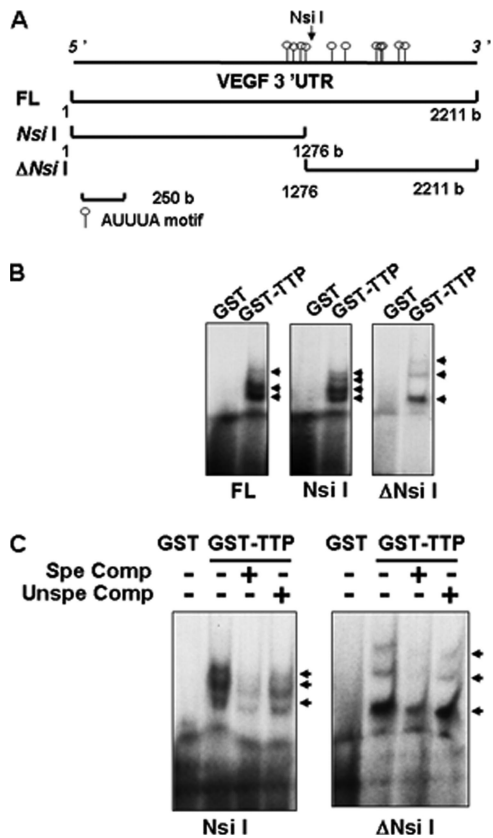 A
Nsi I
5 ’ 3 ’
VEGF 3 ’UTR
FL
1 2211 b
Nsi I
1 1276 b
ΔNsi I
1276 2211 b
250 b
AUUUA motif
B
GST GST-TTP GST GST-TTP GST GST-TTP
FL Nsi I ΔNsi I
C
GST GST-TTP GST GST-TTP
Spe Comp - - + - - - + -
Unspe Comp - - - + - - - +
Nsi I ΔNsi I